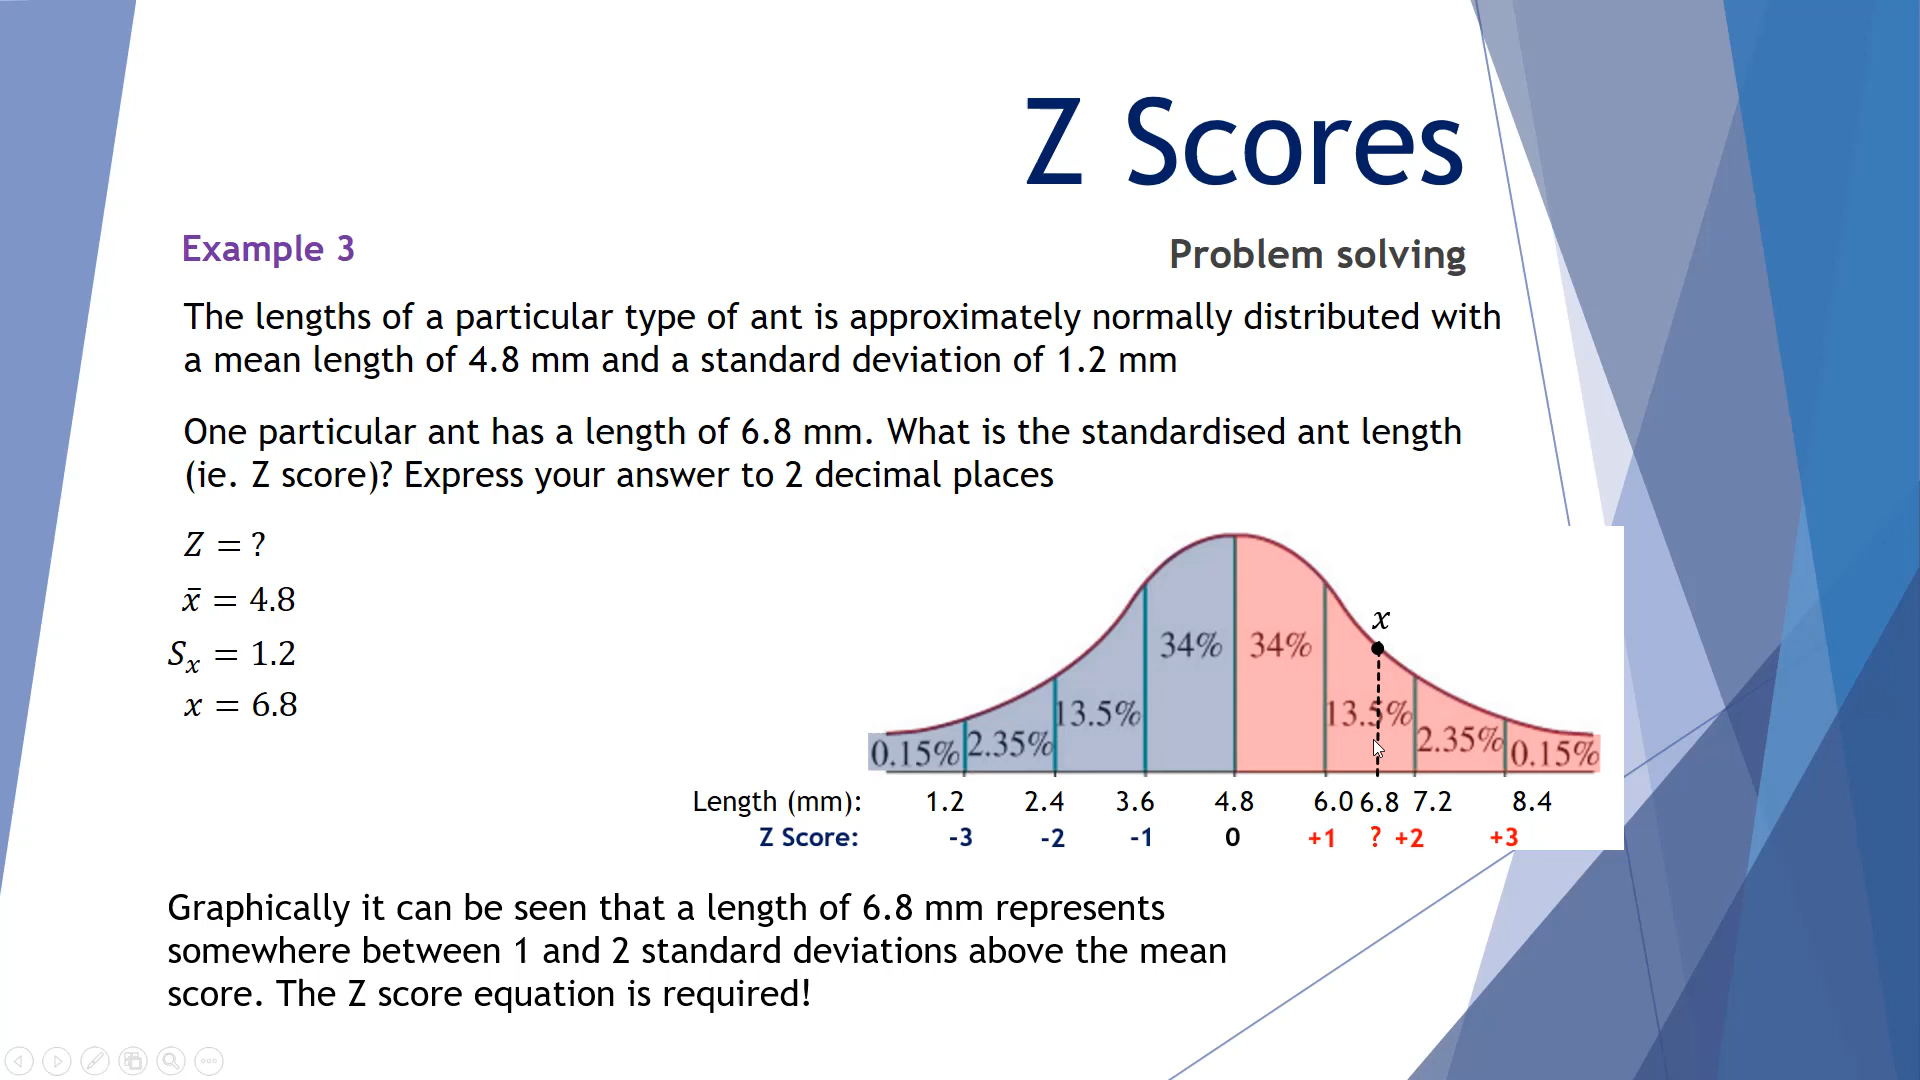 Z Scores
Example 3
Problem solving
The lengths of a particular type of ant is approximately normally distributed with
a mean length of 4.8 mm and a standard deviation of 1.2 mm
One particular ant has a length of 6.8 mm. What is the standardised ant length
(ie. Z score)? Express your answer to 2 decimal places
Z = ?
x̄ = 4.8
Sₓ = 1.2
x = 6.8
x
34% 34%
13.5% 13.5%
0.15% 2.35% 2.35% 0.15%
Length (mm): 1.2 2.4 3.6 4.8 6.0 6.8 7.2 8.4
Z Score: -3 -2 -1 0 +1 ? +2 +3
Graphically it can be seen that a length of 6.8 mm represents
somewhere between 1 and 2 standard deviations above the mean
score. The Z score equation is required!